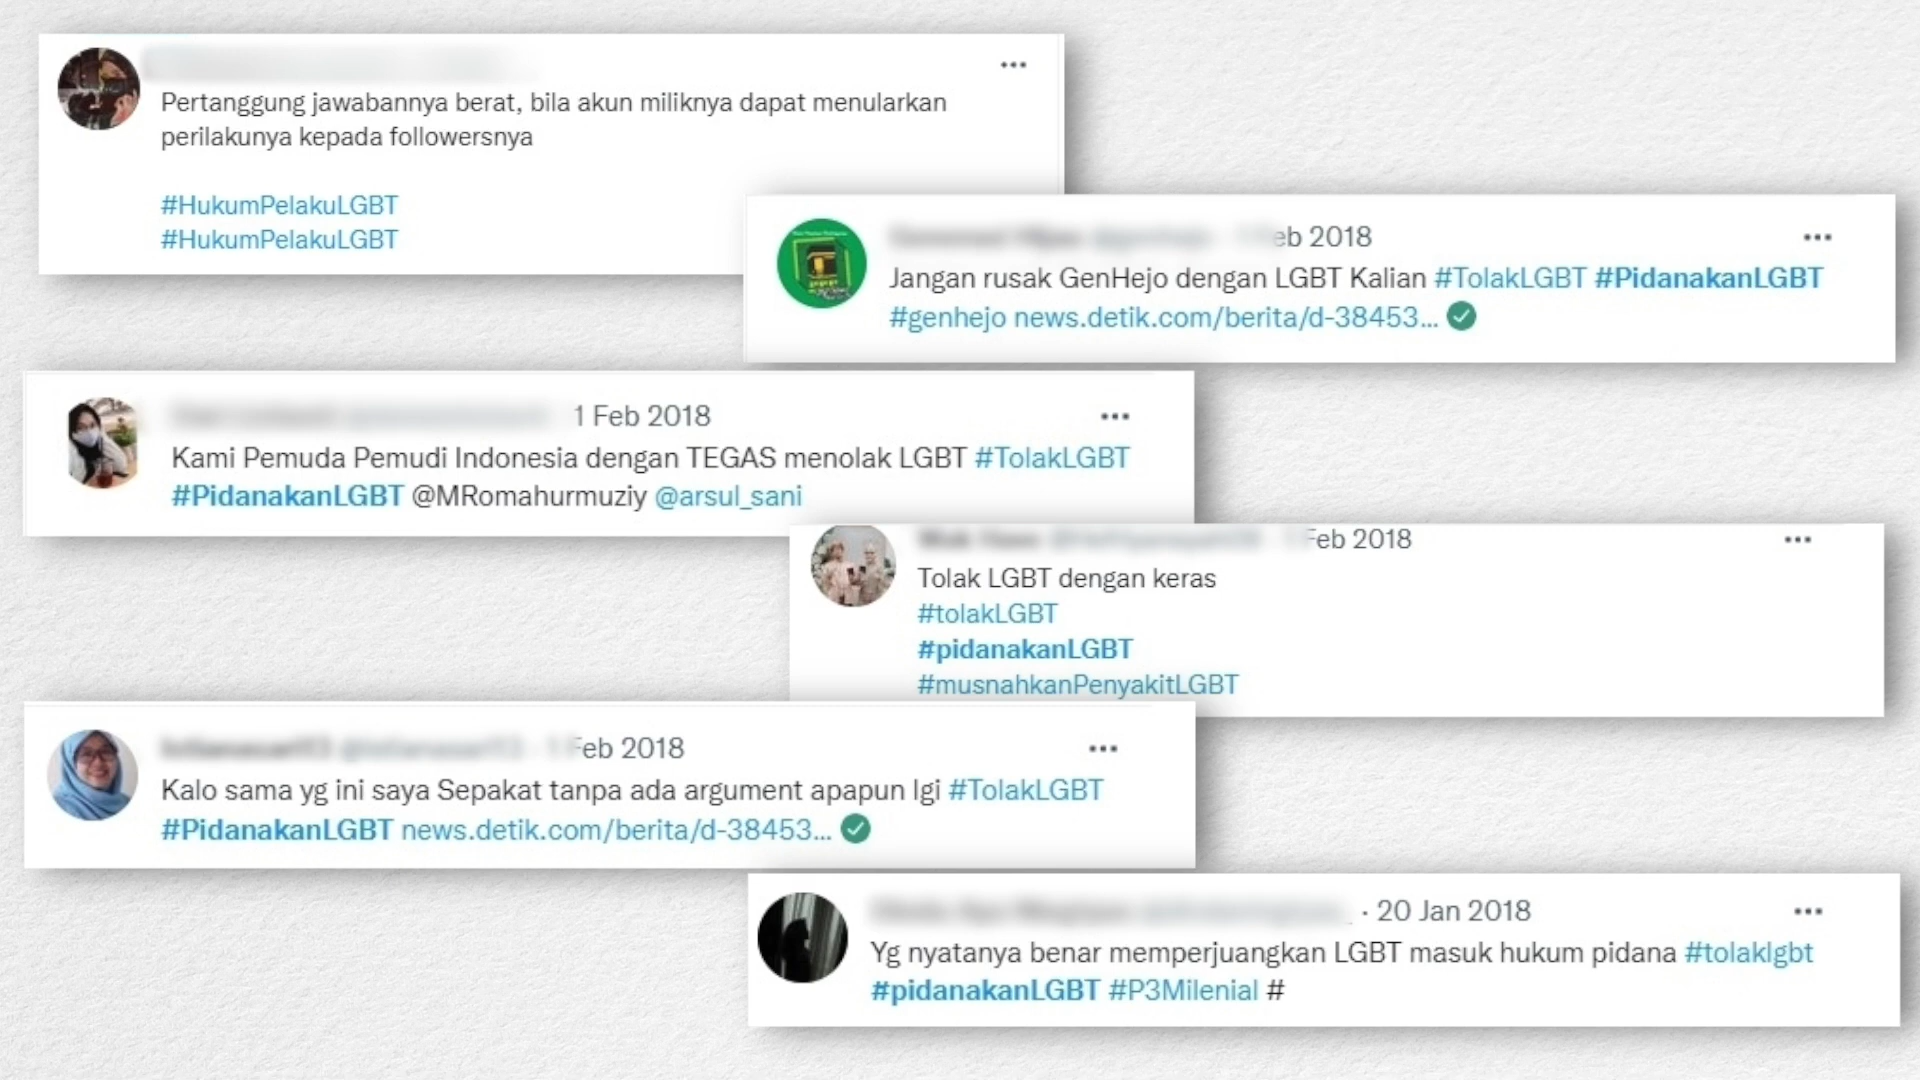 Pertanggung jawabannya berat, bila akun miliknya dapat menularkan
perilakunya kepada followersnya
#HukumPelakuLGBT
#HukumPelakuLGBT
eb 2018
Jangan rusak GenHejo dengan LGBT Kalian #TolakLGBT #PidanakanLGBT
#genhejo news.detik.com/berita/d-38453...
1 Feb 2018
Kami Pemuda Pemudi Indonesia dengan TEGAS menolak LGBT #TolakLGBT
#PidanakanLGBT @MRomahurmuziy @arsul_sani
Feb 2018
Tolak LGBT dengan keras
#tolakLGBT
#pidanakanLGBT
#musnahkanPenyakitLGBT
Feb 2018
Kalo sama yg ini saya Sepakat tanpa ada argument apapun lgi #TolakLGBT
#PidanakanLGBT news.detik.com/berita/d-38453...
· 20 Jan 2018
Yg nyatanya benar memperjuangkan LGBT masuk hukum pidana #tolaklgbt
#pidanakanLGBT #P3Milenial #